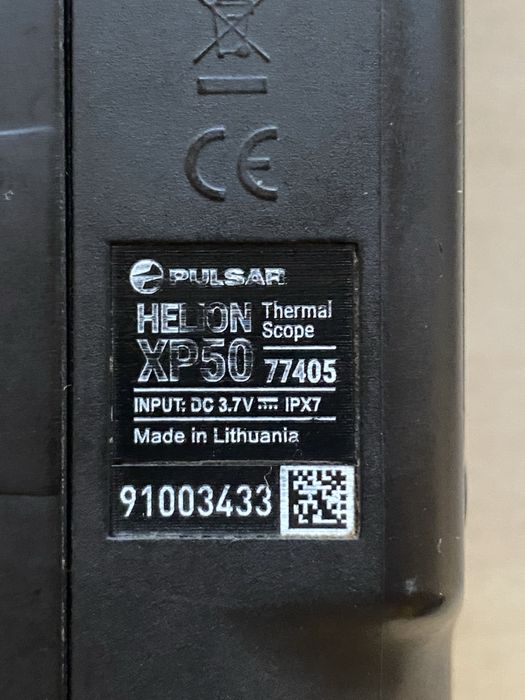 CE
PULSAR
HELION Thermal Scope
XP50 77405
INPUT: DC 3.7V ⎓ IPX7
Made in Lithuania
91003433